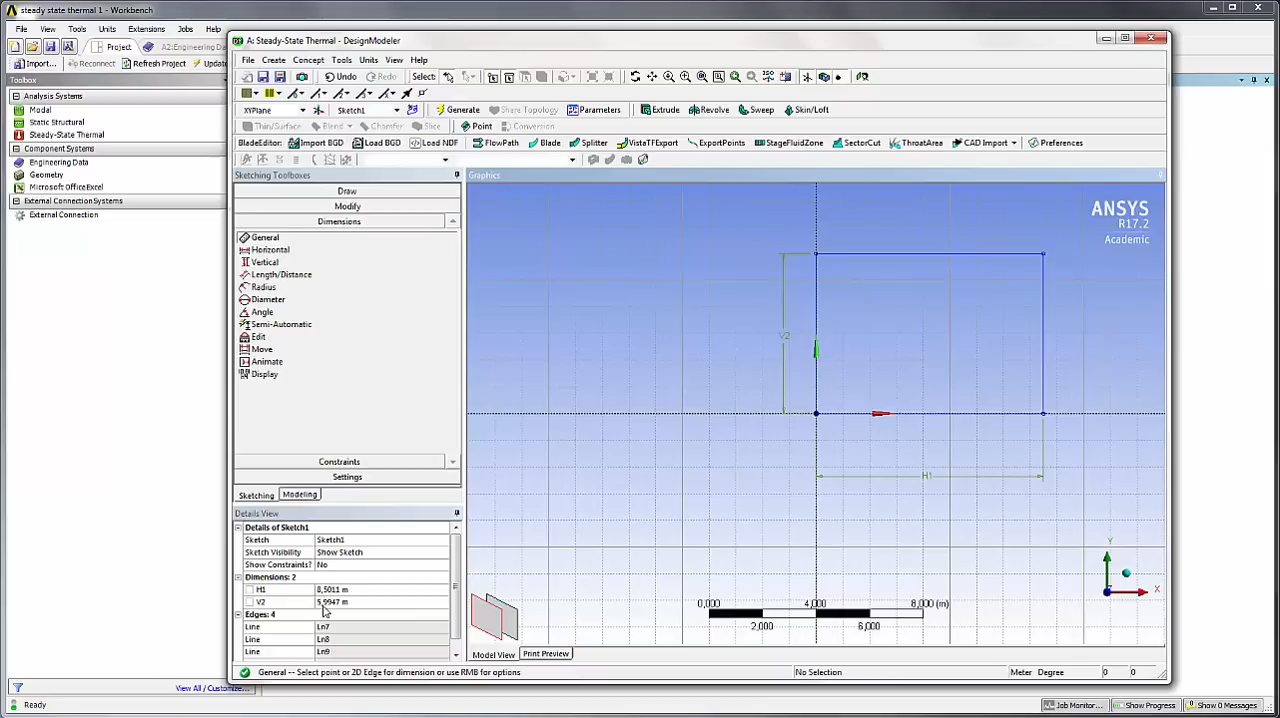 steady state thermal 1 - Workbench
File View Tools Units Extensions Jobs Help
Project A2:Engineering Da
Import... Reconnect Refresh Project Updat
Toolbox
Analysis Systems
Modal
Static Structural
Steady-State Thermal
Component Systems
Engineering Data
Geometry
Microsoft Office Excel
External Connection Systems
External Connection
View All / Customize...
Ready
A: Steady-State Thermal - DesignModeler
File Create Concept Tools Units View Help
Undo Redo Select:
XYPlane Sketch1 Generate Share Topology Parameters Extrude Revolve Sweep Skin/Loft
Thin/Surface Blend Chamfer Slice Point Conversion
BladeEditor: Import BGD Load BGD Load NDF FlowPath Blade Splitter VistaTFExport ExportPoints StageFluidZone SectorCut ThroatArea CAD Import Preferences
Sketching Toolboxes
Draw
Modify
Dimensions
General
Horizontal
Vertical
Length/Distance
Radius
Diameter
Angle
Semi-Automatic
Edit
Move
Animate
Display
Constraints
Settings
Sketching Modeling
Details View
Details of Sketch1
Sketch Sketch1
Sketch Visibility Show Sketch
Show Constraints? No
Dimensions: 2
H1 8,5011 m
V2 5,9947 m
Edges: 4
Line Ln7
Line Ln8
Line Ln9
Graphics
ANSYS
R17.2
Academic
V2
H1
Y
X
0,000 4,000 8,000 (m)
2,000 6,000
Model View Print Preview
General -- Select point or 2D Edge for dimension or use RMB for options No Selection Meter Degree 0 0
Job Monitor... Show Progress Show 0 Messages